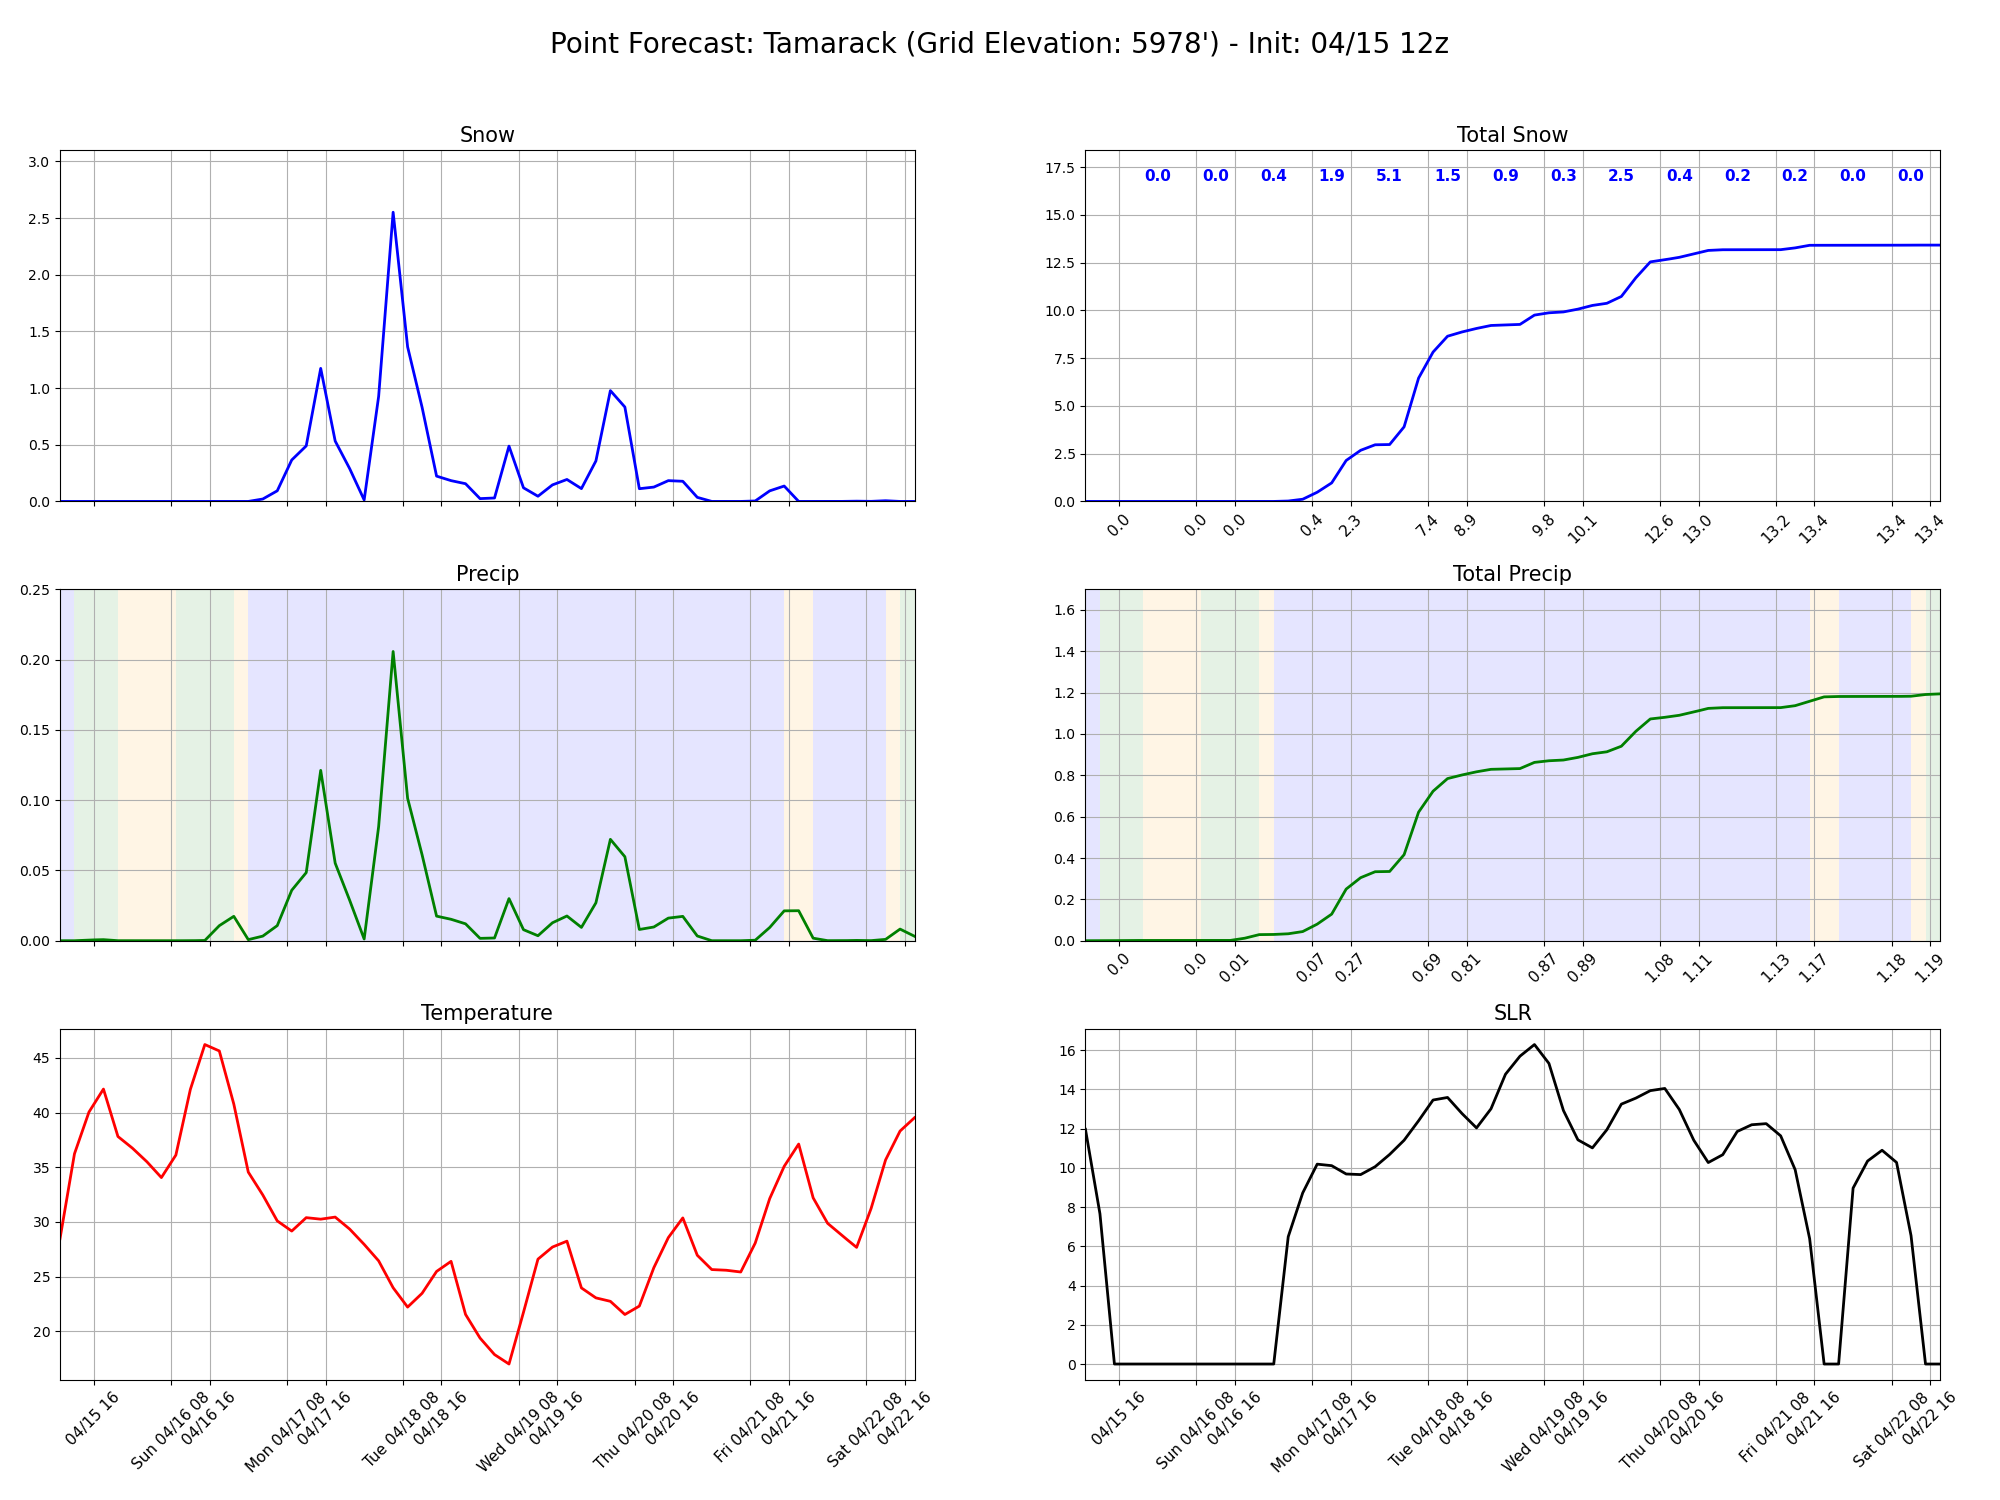 Point Forecast: Tamarack (Grid Elevation: 5978') - Init: 04/15 12z
Snow
3.0
2.5
2.0
1.5
1.0
0.5
0.0
Total Snow
0.0 0.0 0.4 1.9 5.1 1.5 0.9 0.3 2.5 0.4 0.2 0.2 0.0 0.0
17.5
15.0
12.5
10.0
7.5
5.0
2.5
0.0
0.0 0.0 0.0 0.4 2.3 7.4 8.9 9.8 10.1 12.6 13.0 13.2 13.4 13.4 13.4
Precip
0.25
0.20
0.15
0.10
0.05
0.00
Total Precip
1.6
1.4
1.2
1.0
0.8
0.6
0.4
0.2
0.0
0.0 0.0 0.01 0.07 0.27 0.69 0.81 0.87 0.89 1.08 1.11 1.13 1.17 1.18 1.19
Temperature
45
40
35
30
25
20
04/15 16
Sun 04/16 08
04/16 16
Mon 04/17 08
04/17 16
Tue 04/18 08
04/18 16
Wed 04/19 08
04/19 16
Thu 04/20 08
04/20 16
Fri 04/21 08
04/21 16
Sat 04/22 08
04/22 16
SLR
16
14
12
10
8
6
4
2
0
04/15 16
Sun 04/16 08
04/16 16
Mon 04/17 08
04/17 16
Tue 04/18 08
04/18 16
Wed 04/19 08
04/19 16
Thu 04/20 08
04/20 16
Fri 04/21 08
04/21 16
Sat 04/22 08
04/22 16